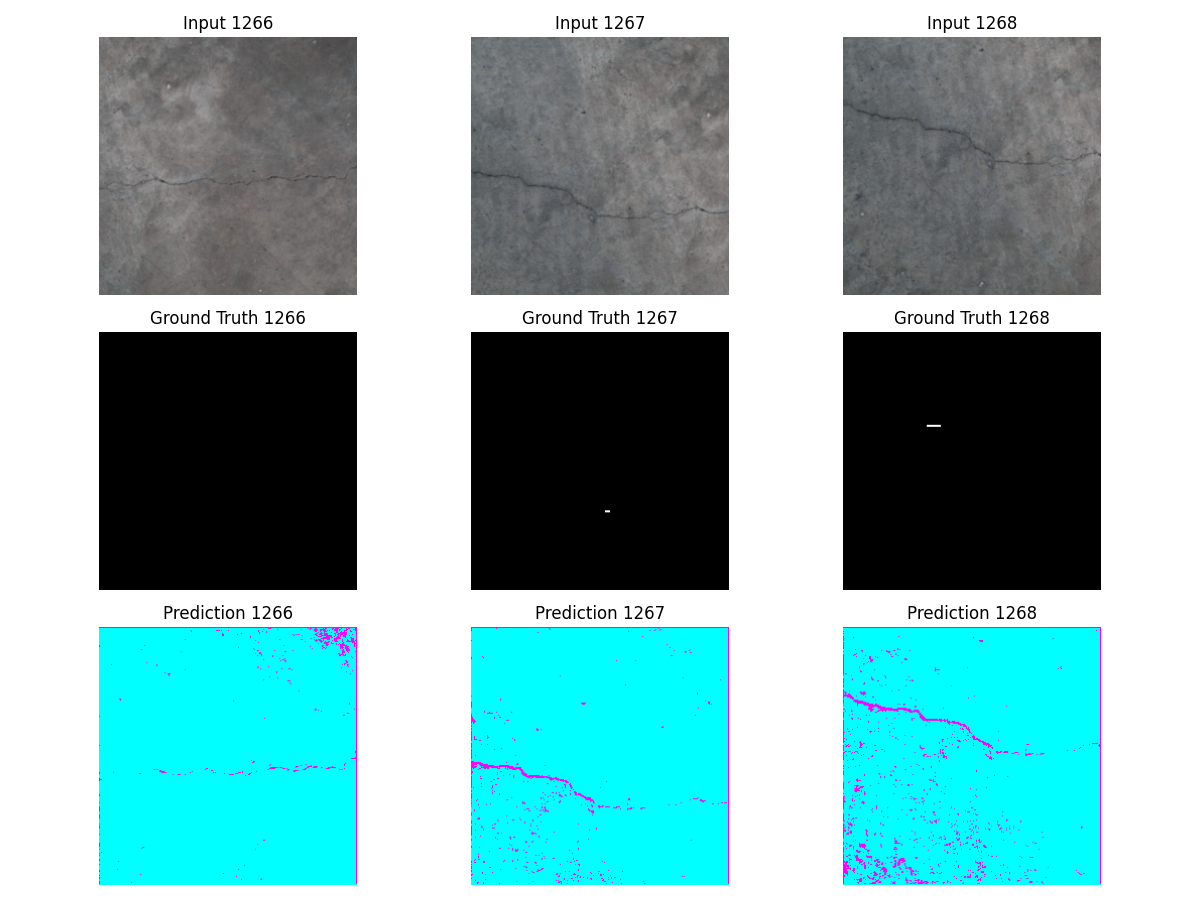 Input 1266
Input 1267
Input 1268
Ground Truth 1266
Ground Truth 1267
Ground Truth 1268
Prediction 1266
Prediction 1267
Prediction 1268